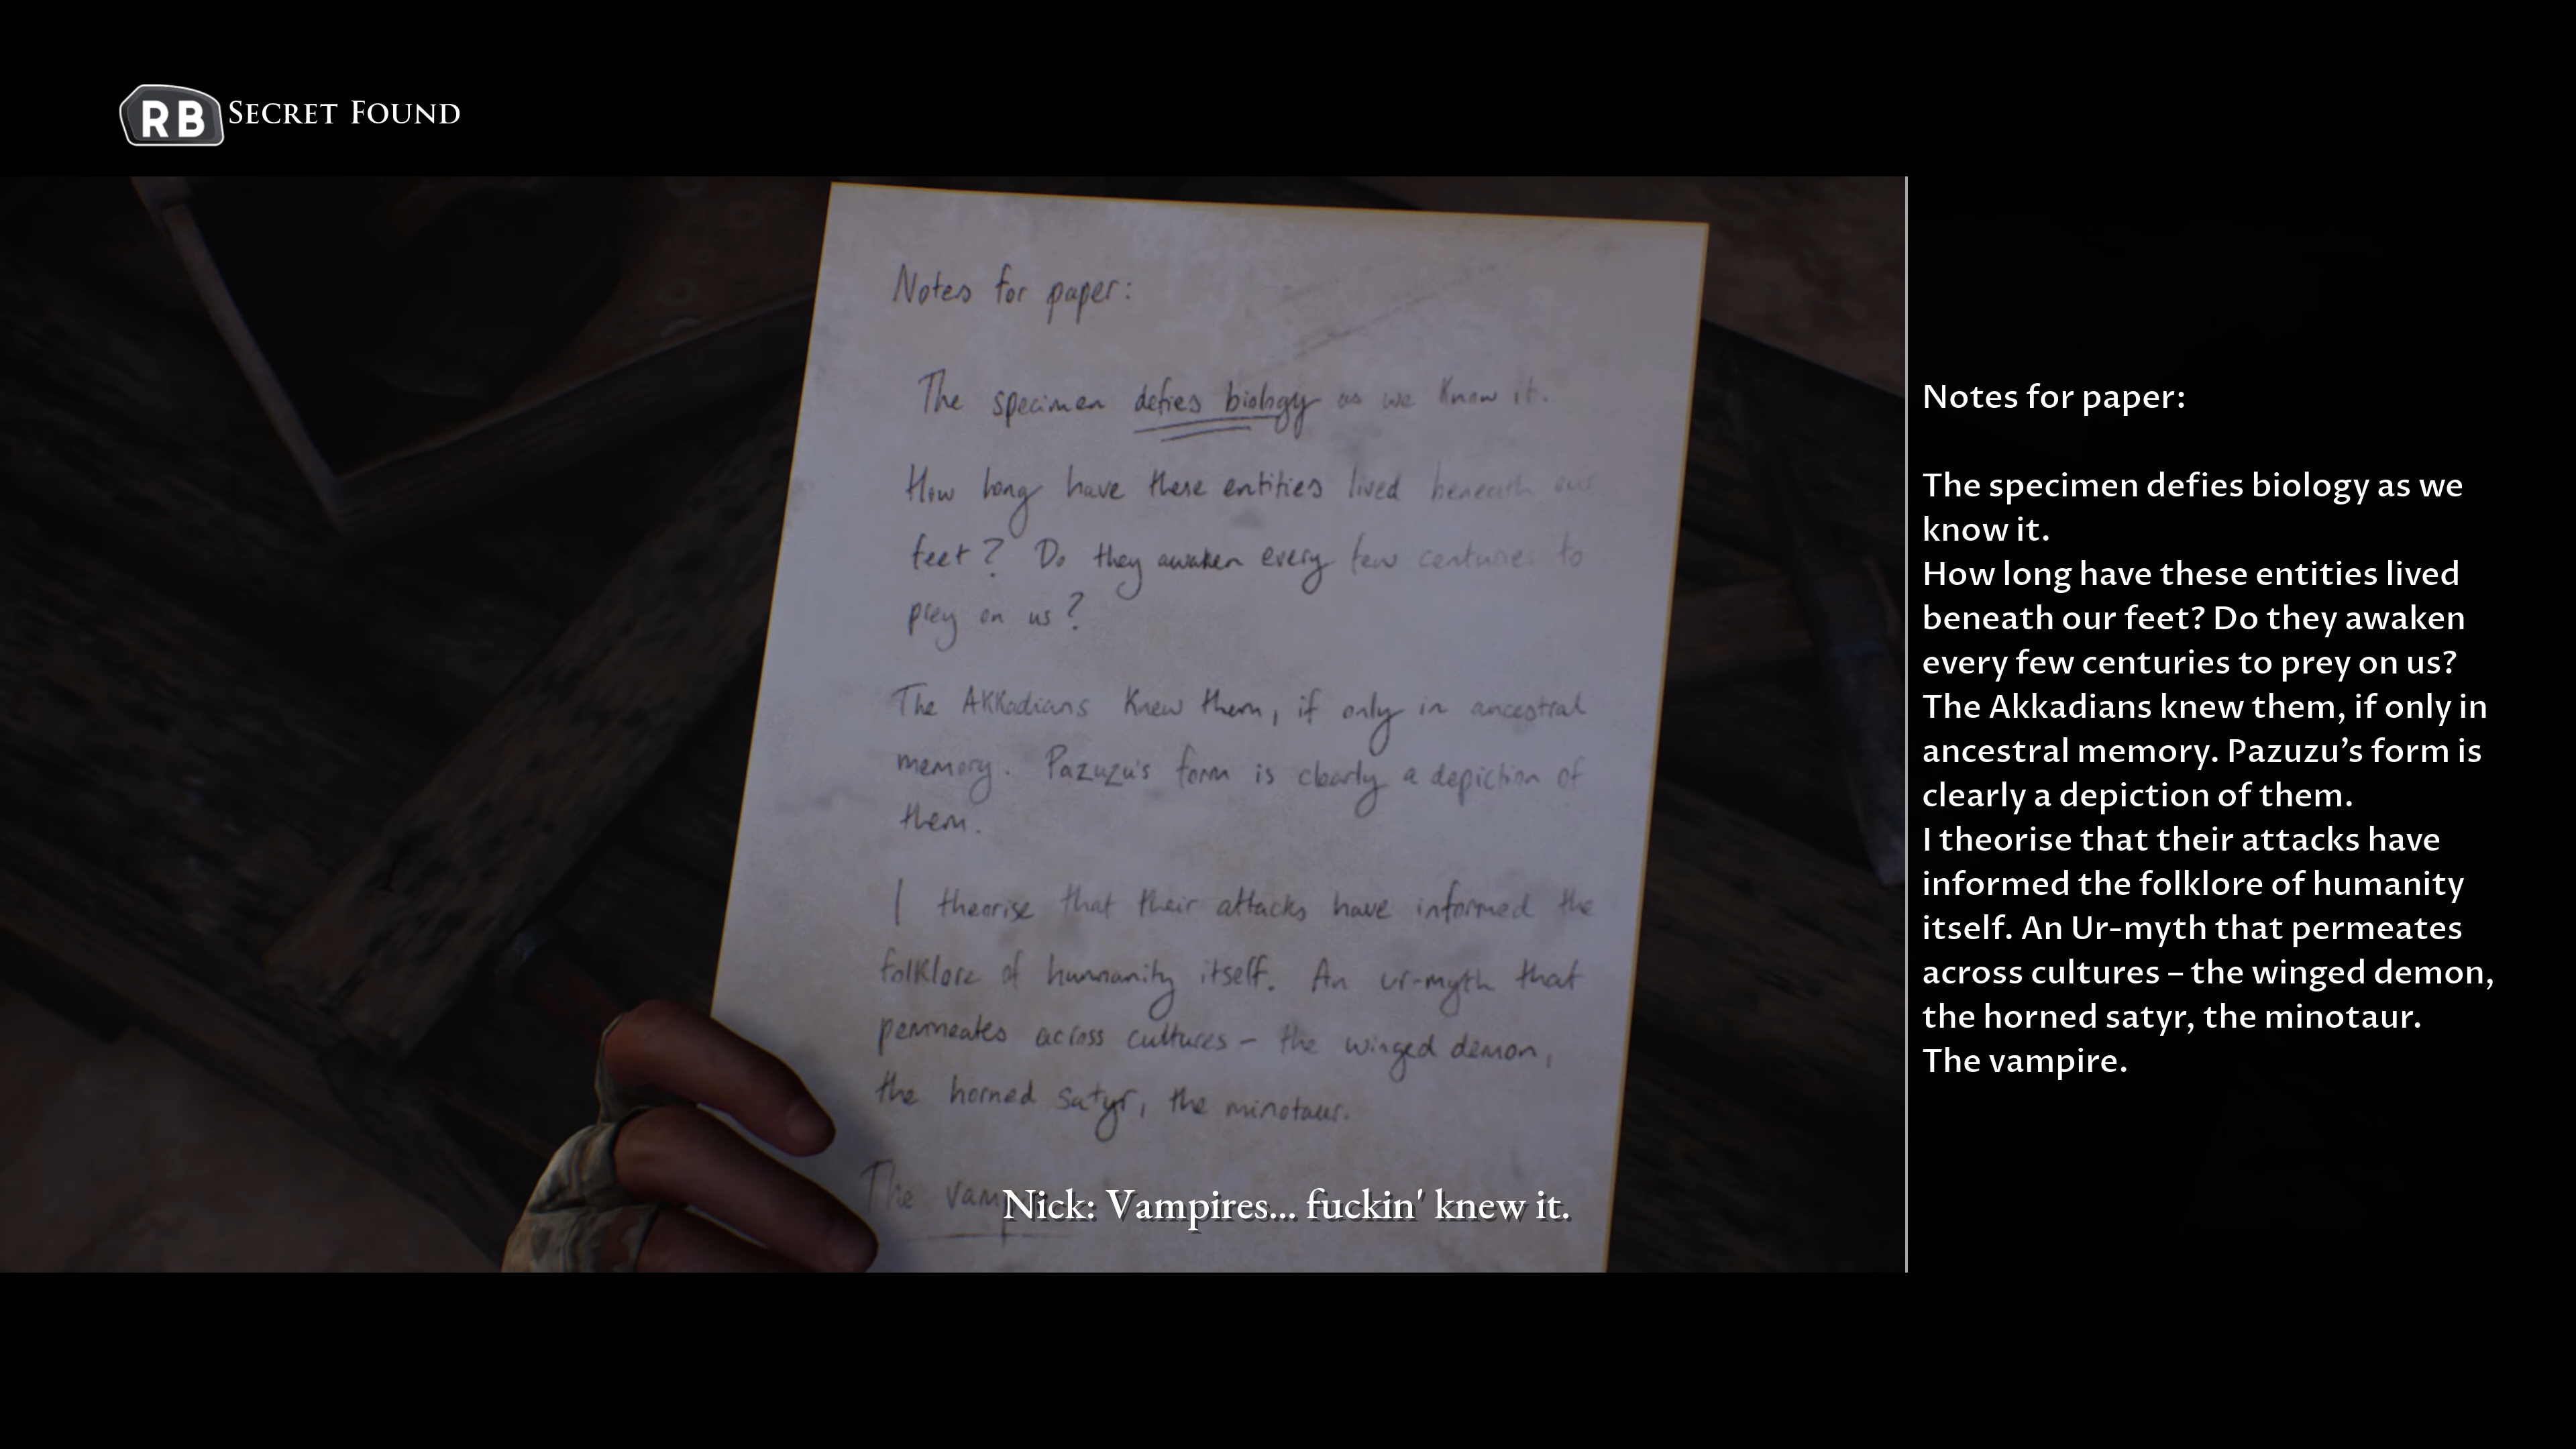 RB SECRET FOUND
Notes for paper:
The specimen defies biology as we know it.
How long have these entities lived beneath our
feet? Do they awaken every few centuries to
prey on us?
The Akkadians knew them, if only in ancestral
memory. Pazuzu's form is clearly a depiction of
them.
I theorise that their attacks have informed the
folklore of humanity itself. An ur-myth that
permeates across cultures – the winged demon,
the horned satyr, the minotaur.
The
Nick: Vampires... fuckin' knew it.
Notes for paper:
The specimen defies biology as we
know it.
How long have these entities lived
beneath our feet? Do they awaken
every few centuries to prey on us?
The Akkadians knew them, if only in
ancestral memory. Pazuzu’s form is
clearly a depiction of them.
I theorise that their attacks have
informed the folklore of humanity
itself. An Ur-myth that permeates
across cultures – the winged demon,
the horned satyr, the minotaur.
The vampire.